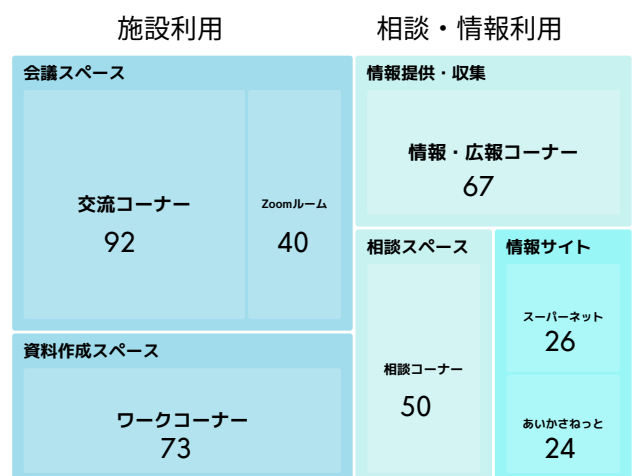 施設利用
相談・情報利用
会議スペース
交流コーナー
92
Zoomルーム
40
資料作成スペース
ワークコーナー
73
情報提供・収集
情報・広報コーナー
67
相談スペース
相談コーナー
50
情報サイト
スーパーネット
26
あいかさねっと
24